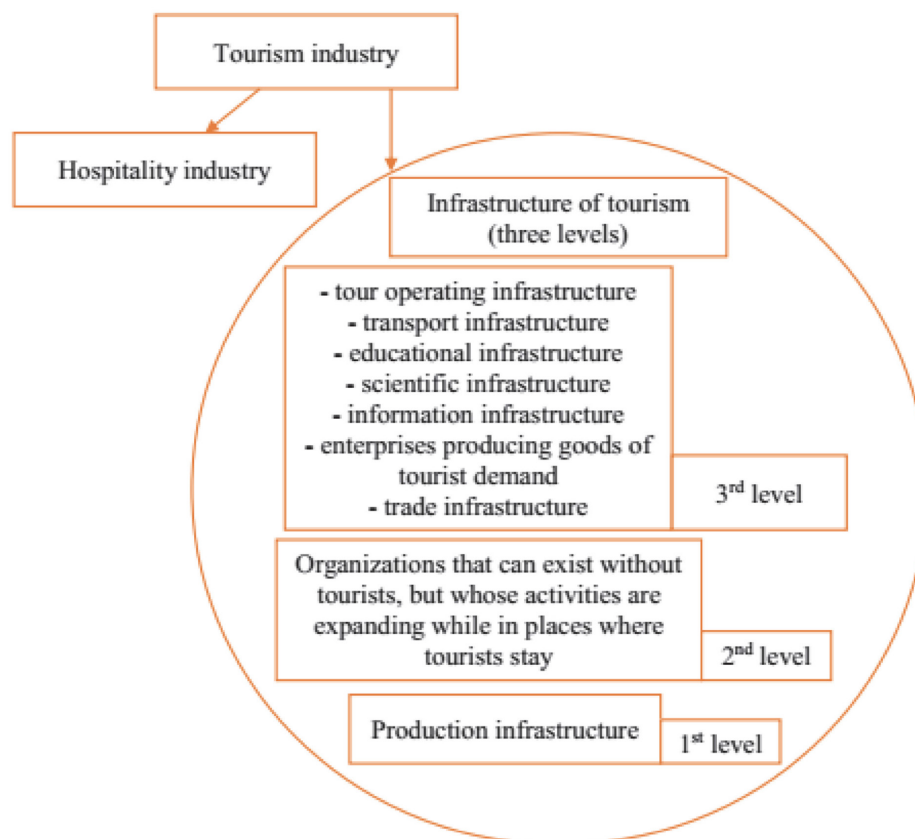 Tourism industry
Hospitality industry
Infrastructure of tourism
(three levels)
- tour operating infrastructure
- transport infrastructure
- educational infrastructure
- scientific infrastructure
- information infrastructure
- enterprises producing goods of
tourist demand
- trade infrastructure
3rd level
Organizations that can exist without
tourists, but whose activities are
expanding while in places where
tourists stay
2nd level
Production infrastructure
1st level